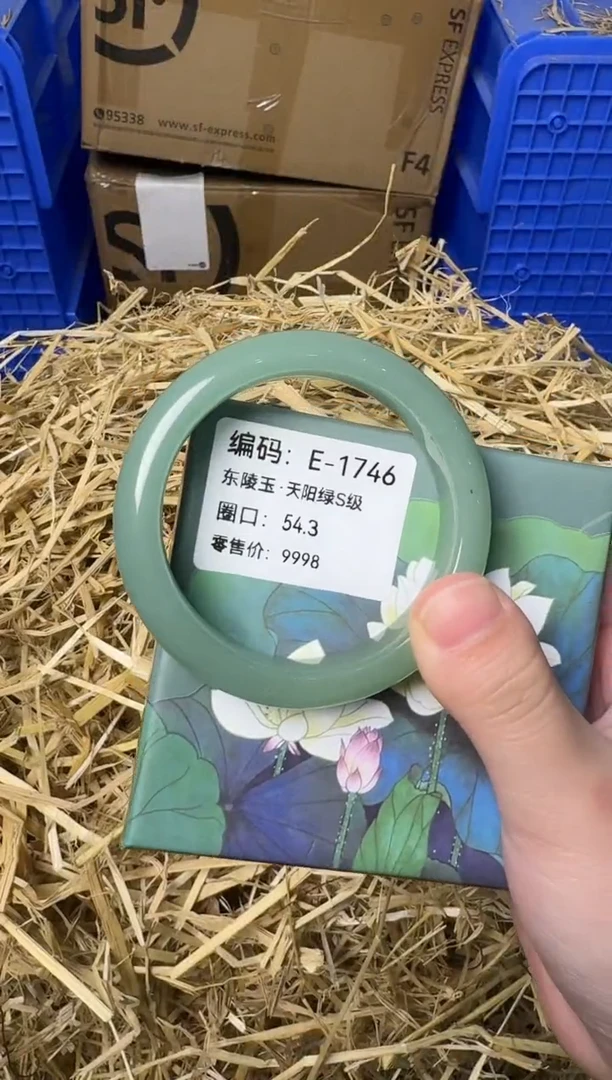 SF
SF EXPRESS
95338 www.sf-express.com
F4
SF
SF
编码：E-1746
东陵玉·天阳绿S级
圈口：54.3
零售价：9998